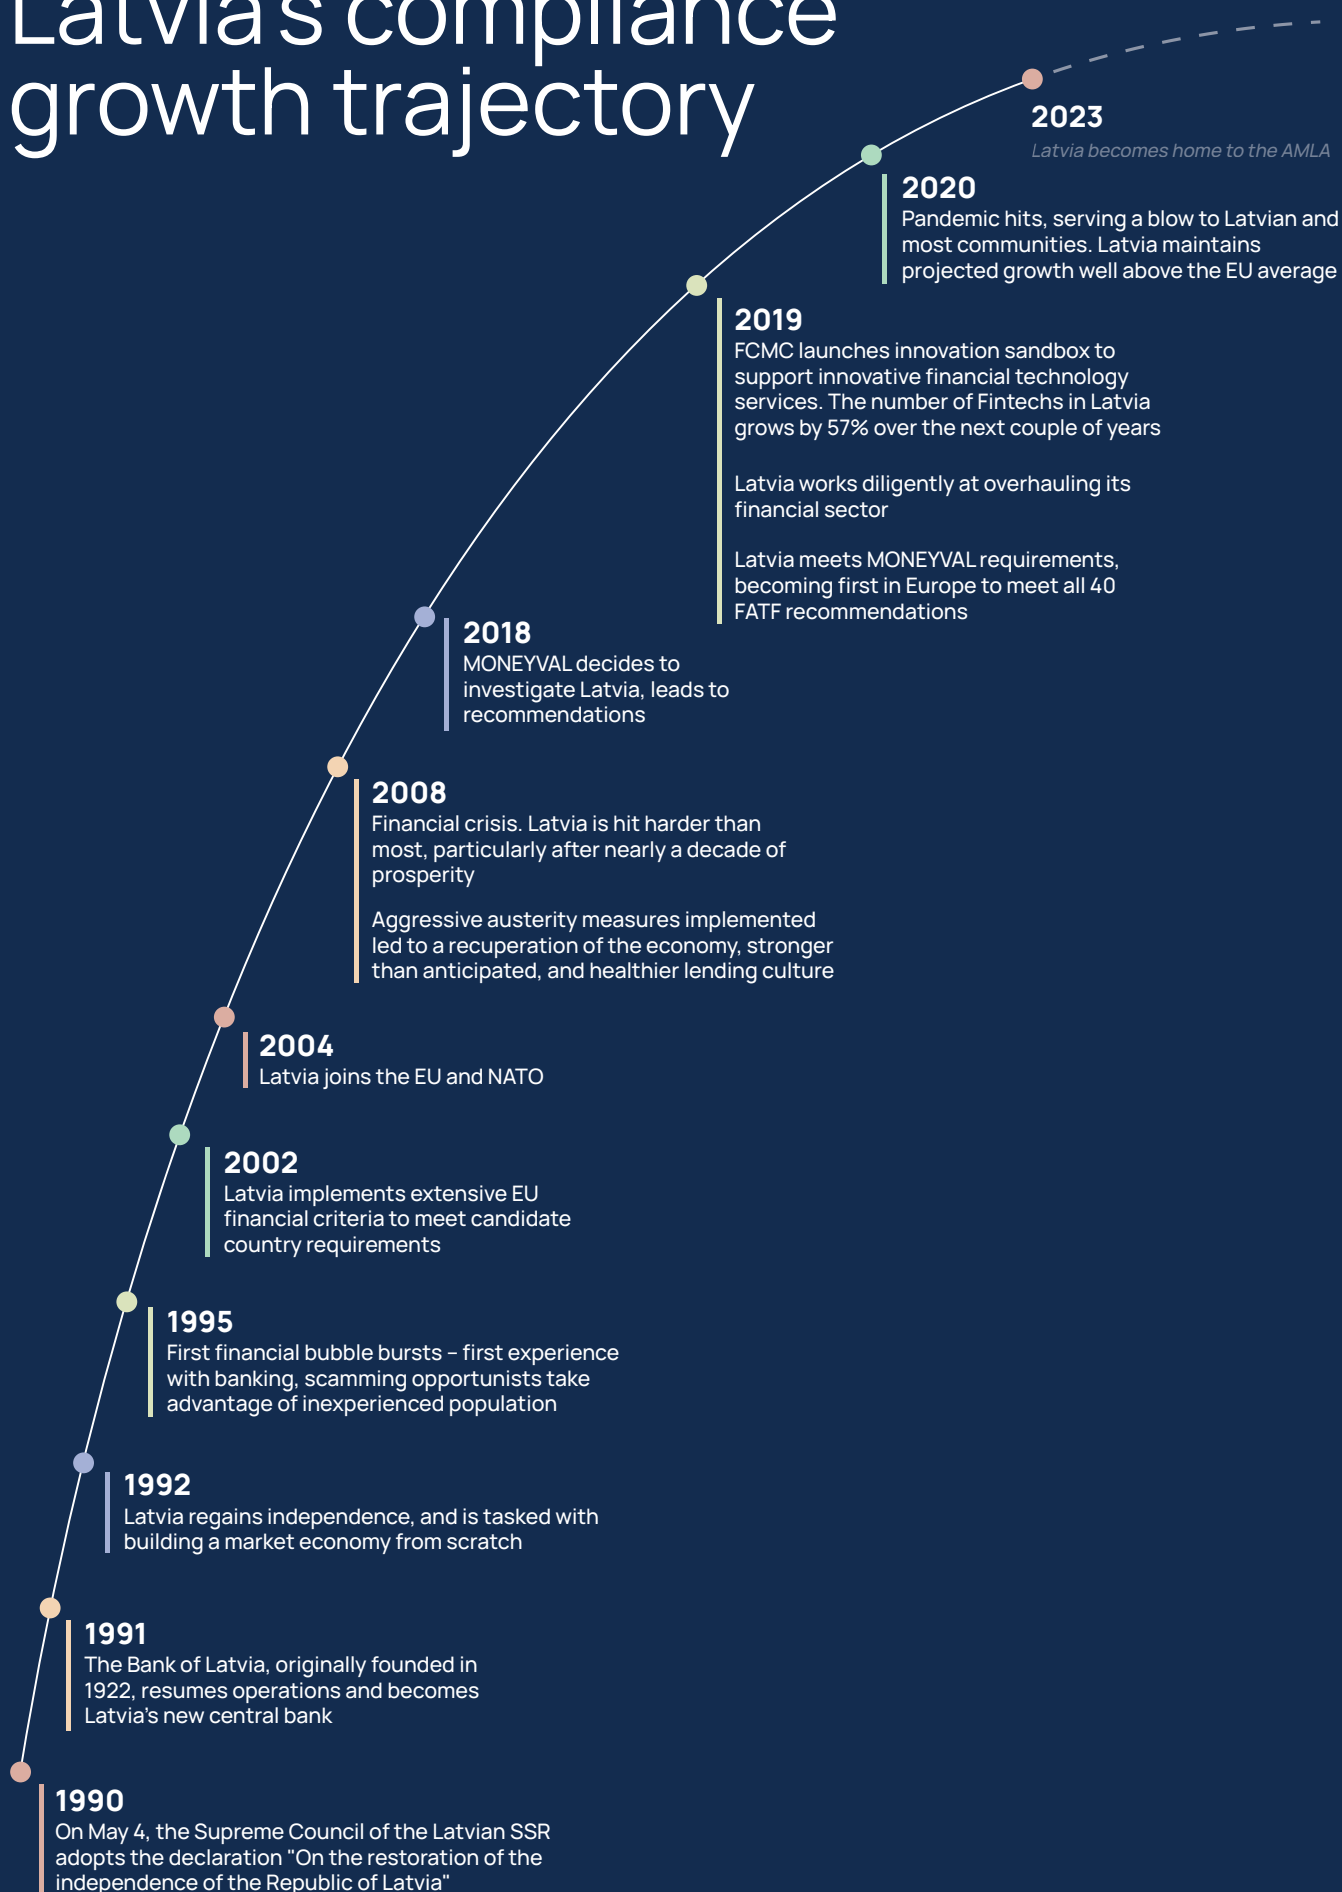 Latvia's compliance
growth trajectory
2023
Latvia becomes home to the AMLA
2020
Pandemic hits, serving a blow to Latvian and
most communities. Latvia maintains
projected growth well above the EU average
2019
FCMC launches innovation sandbox to
support innovative financial technology
services. The number of Fintechs in Latvia
grows by 57% over the next couple of years
Latvia works diligently at overhauling its
financial sector
Latvia meets MONEYVAL requirements,
becoming first in Europe to meet all 40
FATF recommendations
2018
MONEYVAL decides to
investigate Latvia, leads to
recommendations
2008
Financial crisis. Latvia is hit harder than
most, particularly after nearly a decade of
prosperity
Aggressive austerity measures implemented
led to a recuperation of the economy, stronger
than anticipated, and healthier lending culture
2004
Latvia joins the EU and NATO
2002
Latvia implements extensive EU
financial criteria to meet candidate
country requirements
1995
First financial bubble bursts – first experience
with banking, scamming opportunists take
advantage of inexperienced population
1992
Latvia regains independence, and is tasked with
building a market economy from scratch
1991
The Bank of Latvia, originally founded in
1922, resumes operations and becomes
Latvia's new central bank
1990
On May 4, the Supreme Council of the Latvian SSR
adopts the declaration "On the restoration of the
independence of the Republic of Latvia"